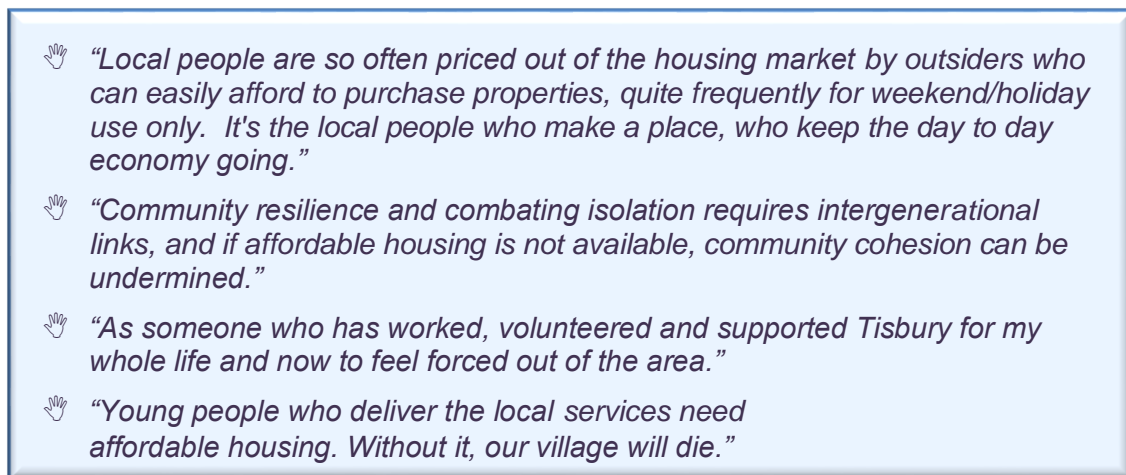 “Local people are so often priced out of the housing market by outsiders who
can easily afford to purchase properties, quite frequently for weekend/holiday
use only.  It's the local people who make a place, who keep the day to day
economy going.”
“Community resilience and combating isolation requires intergenerational
links, and if affordable housing is not available, community cohesion can be
undermined.”
“As someone who has worked, volunteered and supported Tisbury for my
whole life and now to feel forced out of the area.”
“Young people who deliver the local services need
affordable housing. Without it, our village will die.”